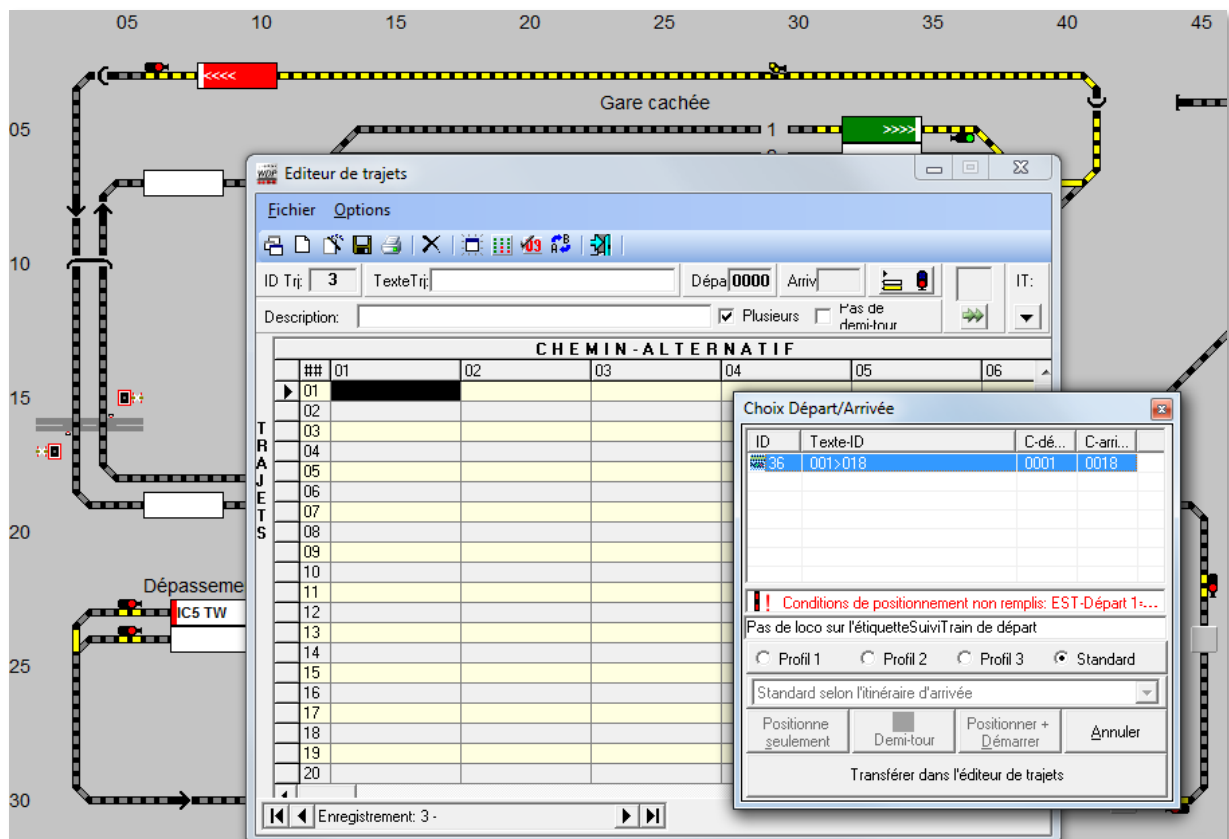 05 10 15 20 25 30 35 40 45
<<<<
Gare cachée
05
1
>>>>
Editeur de trajets
Fichier Options
10
ID Trj: 3 TexteTrj: Dépa 0000 Arriv IT:
Description: Plusieurs Pas de demi-tour
CHEMIN-ALTERNATIF
## 01 02 03 04 05 06
TRAJETS
01
02
03
04
05
06
07
08
09
10
11
12
13
14
15
16
17
18
19
20
15
20
Dépasseme
IC5 TW
25
30
Enregistrement: 3 -
Choix Départ/Arrivée
ID Texte-ID C-dé... C-arri...
36 001>018 0001 0018
! Conditions de positionnement non remplis: EST-Départ 1=...
Pas de loco sur l'étiquetteSuiviTrain de départ
Profil 1 Profil 2 Profil 3 Standard
Standard selon l'itinéraire d'arrivée
Positionne seulement
Demi-tour
Positionner + Démarrer
Annuler
Transférer dans l'éditeur de trajets